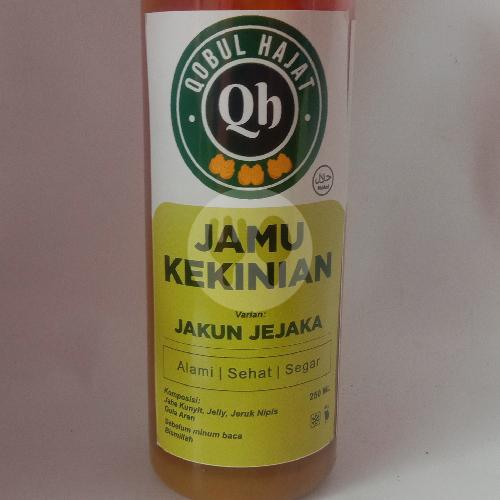 QOBUL HAJAT
Qh
حلال
JAMU
KEKINIAN
Varian:
JAKUN JEJAKA
Alami | Sehat | Segar
Komposisi:
Jahe Kunyit, Jelly, Jeruk Nipis
Gula Aren
250 ML.
Sebelum minum baca
Bismillah